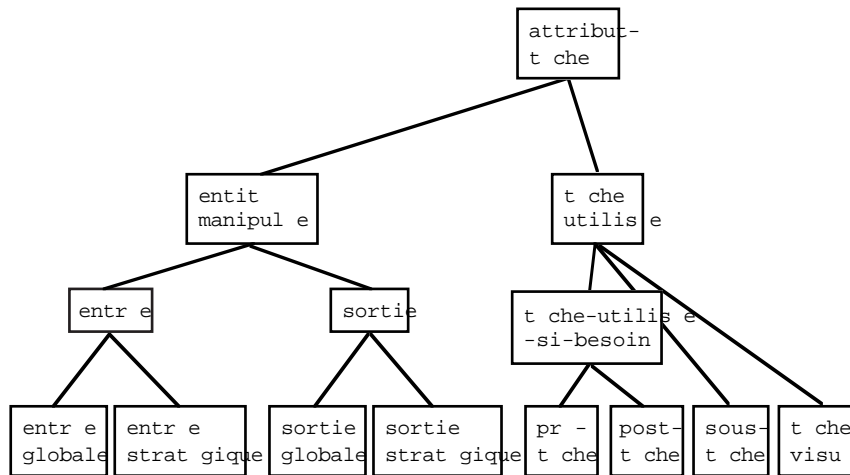 attribut-
t che
entit
manipul e
t che
utilis e
entr e
sortie
t che-utilis e
-si-besoin
entr e
globale
entr e
strat gique
sortie
globale
sortie
strat gique
pr -
t che
post-
t che
sous-
t che
t che
visu